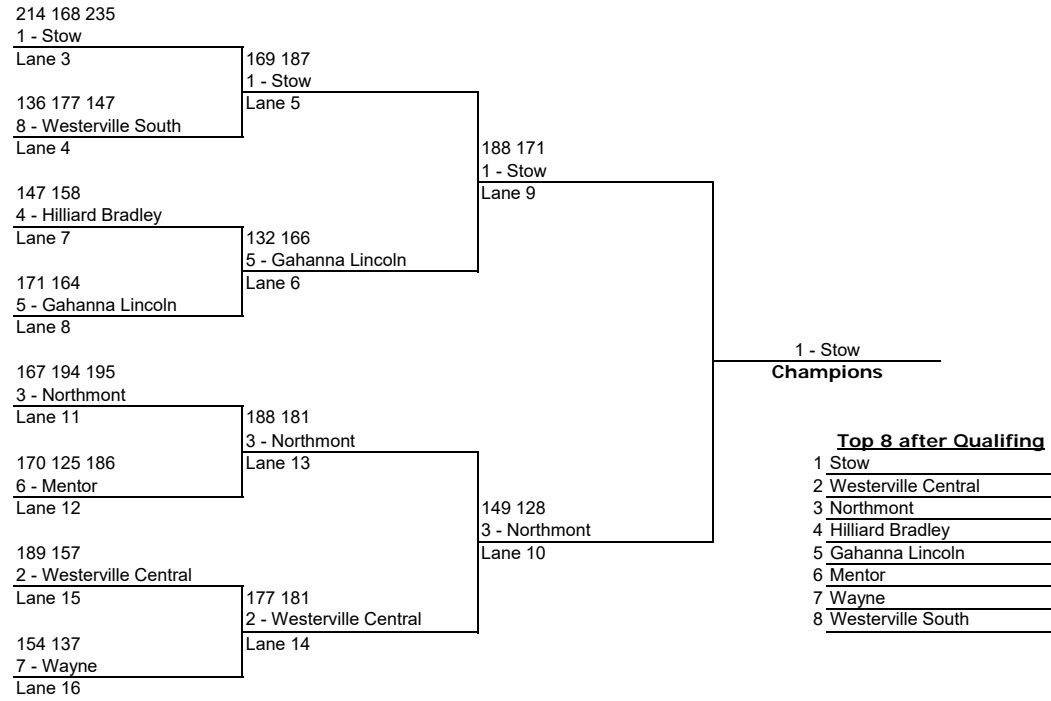 214 168 235
1 - Stow
Lane 3
136 177 147
8 - Westerville South
Lane 4
147 158
4 - Hilliard Bradley
Lane 7
171 164
5 - Gahanna Lincoln
Lane 8
167 194 195
3 - Northmont
Lane 11
170 125 186
6 - Mentor
Lane 12
189 157
2 - Westerville Central
Lane 15
154 137
7 - Wayne
Lane 16
169 187
1 - Stow
Lane 5
132 166
5 - Gahanna Lincoln
Lane 6
188 181
3 - Northmont
Lane 13
177 181
2 - Westerville Central
Lane 14
188 171
1 - Stow
Lane 9
149 128
3 - Northmont
Lane 10
1 - Stow
Champions
Top 8 after Qualifing
1 Stow
2 Westerville Central
3 Northmont
4 Hilliard Bradley
5 Gahanna Lincoln
6 Mentor
7 Wayne
8 Westerville South